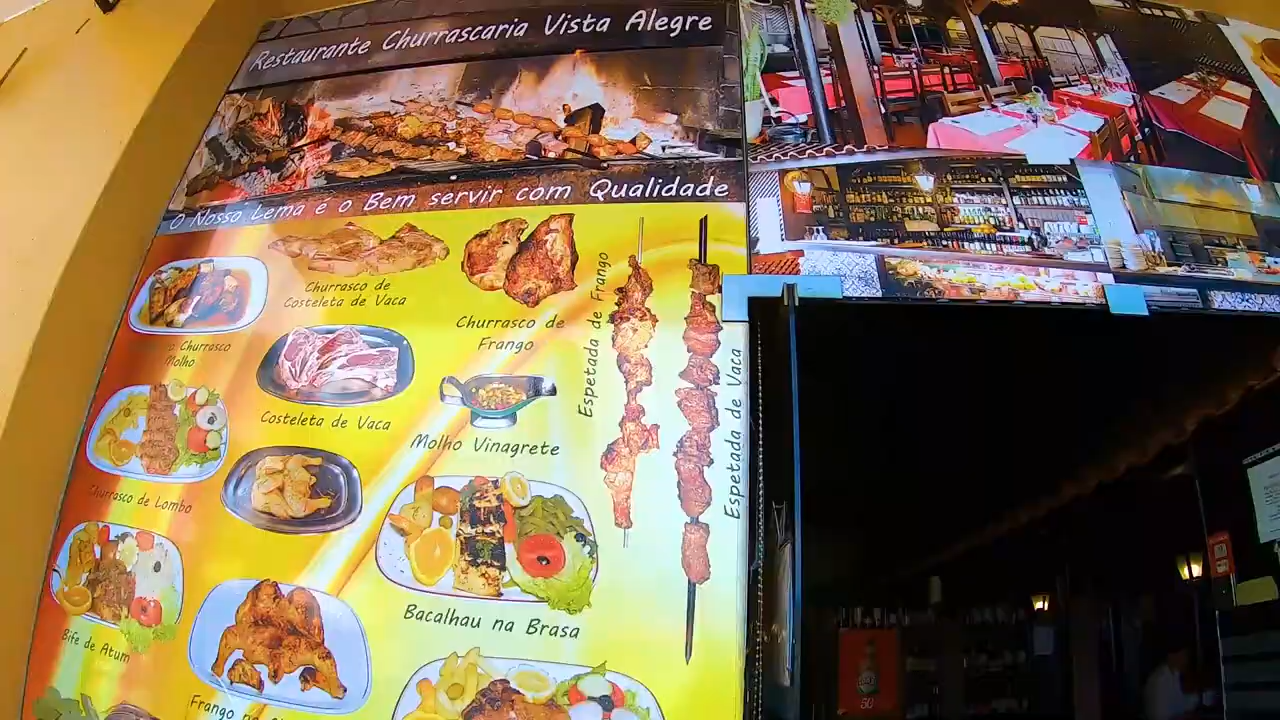 Restaurante Churrascaria Vista Alegre
O Nosso Lema é o Bem servir com Qualidade
Churrasco de
Costeleta de Vaca
Churrasco de
Frango
Espetada de Frango
Espetada de Vaca
Churrasco
Molho
Costeleta de Vaca
Molho Vinagrete
Churrasco de Lombo
Bacalhau na Brasa
Bife de Atum
Frango